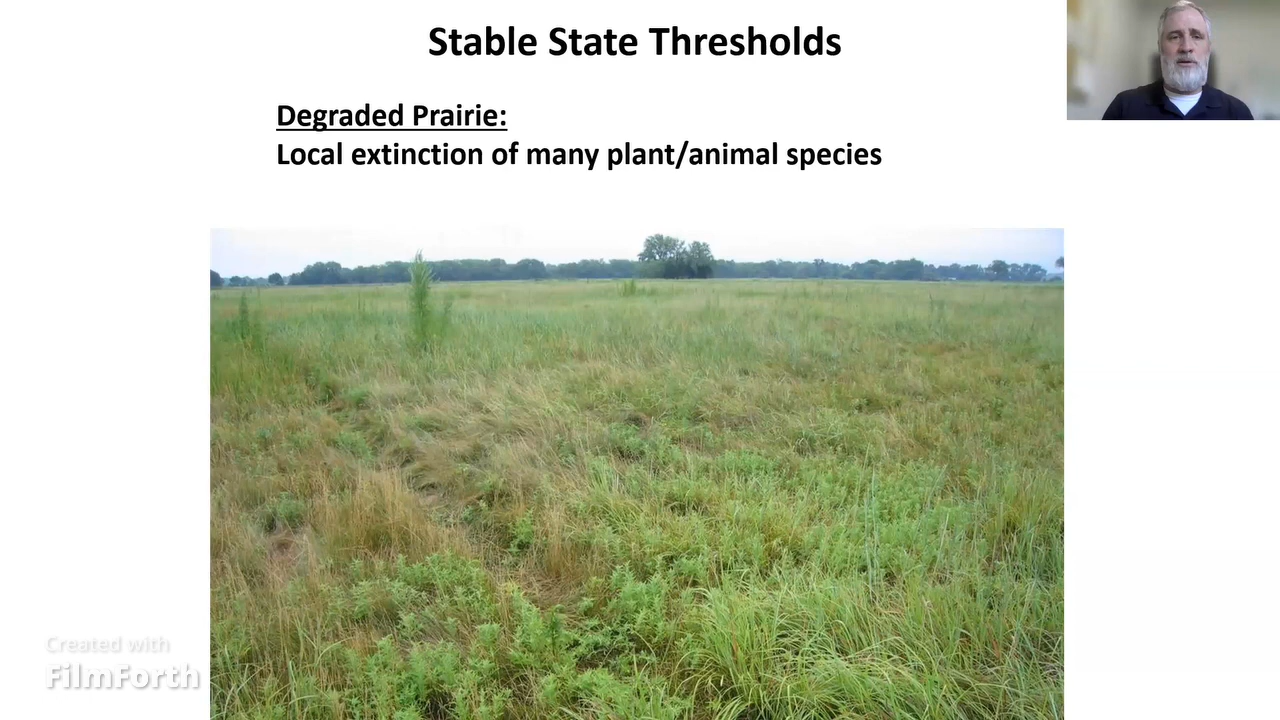 Stable State Thresholds
Degraded Prairie:
Local extinction of many plant/animal species
Created with
FilmForth